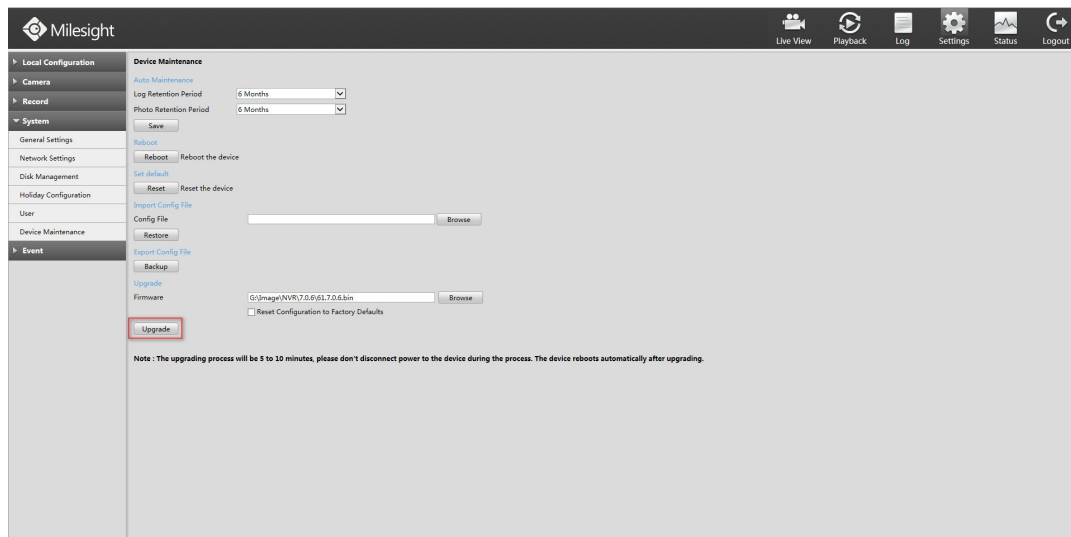 Milesight
Live View
Playback
Log
Settings
Status
Logout
Local Configuration
Camera
Record
System
General Settings
Network Settings
Disk Management
Holiday Configuration
User
Device Maintenance
Event
Device Maintenance
Auto Maintenance
Log Retention Period 6 Months
Photo Retention Period 6 Months
Save
Reboot
Reboot Reboot the device
Set default
Reset Reset the device
Import Config File
Config File Browse
Restore
Export Config File
Backup
Upgrade
Firmware G:\Image\NVR\7.0.6\61.7.0.6.bin Browse
Reset Configuration to Factory Defaults
Upgrade
Note : The upgrading process will be 5 to 10 minutes, please don't disconnect power to the device during the process. The device reboots automatically after upgrading.